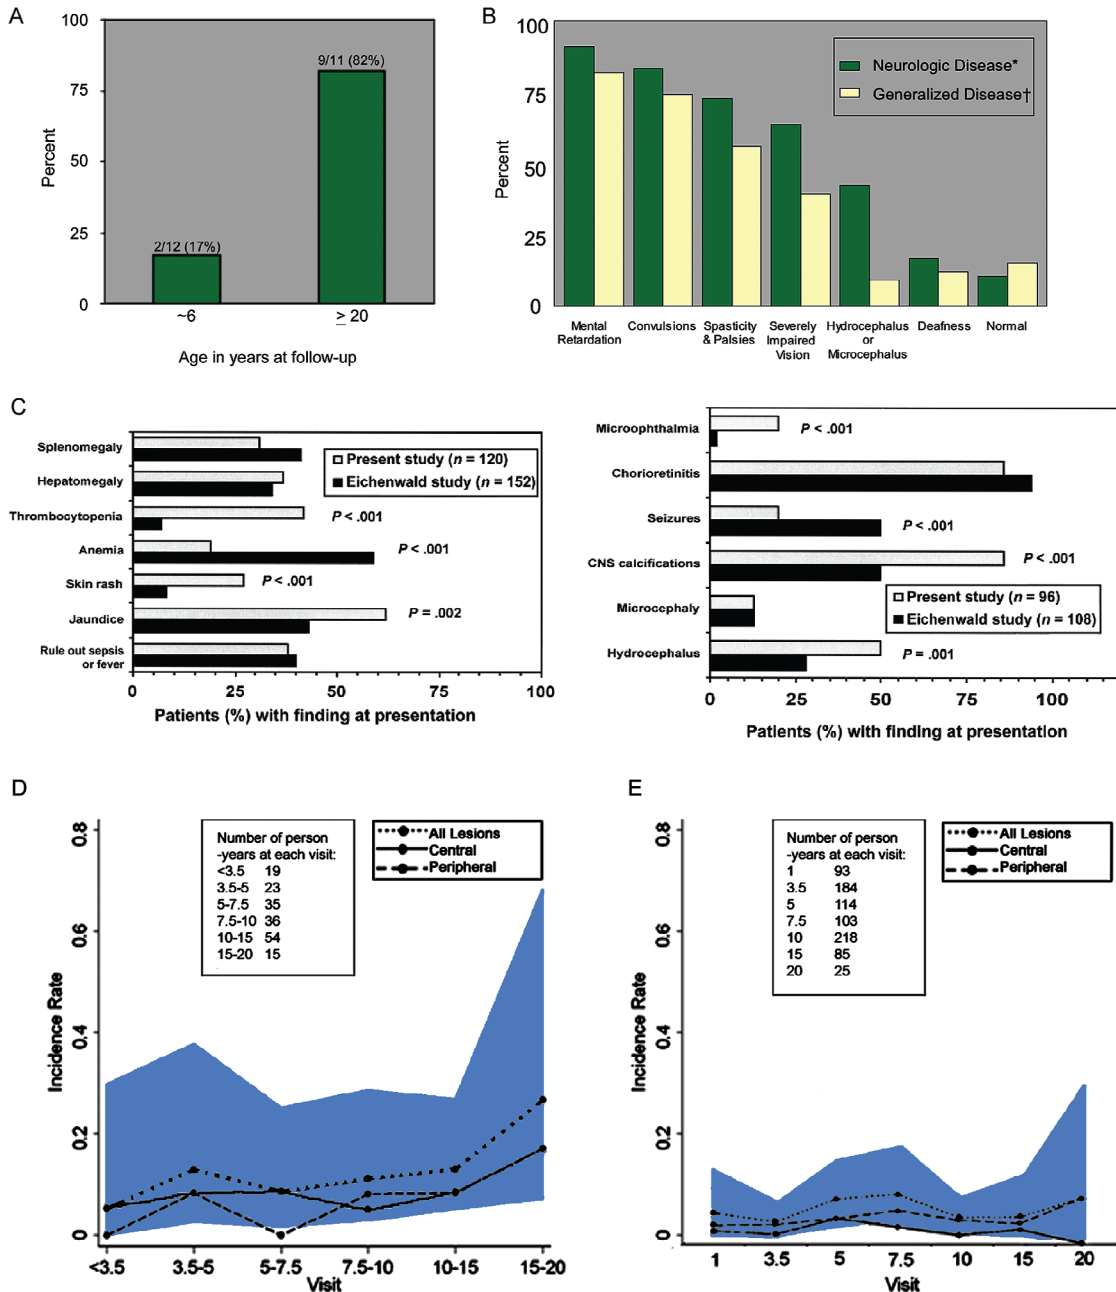 A
100
75
50
25
0
Percent
2/12 (17%)
9/11 (82%)
~6
≥ 20
Age in years at follow-up
B
100
75
50
25
0
Percent
Neurologic Disease*
Generalized Disease†
Mental
Retardation
Convulsions
Spasticity
& Palsies
Severely
Impaired
Vision
Hydrocephalus
or
Microcephalus
Deafness
Normal
C
Splenomegaly
Hepatomegaly
Thrombocytopenia
Anemia
Skin rash
Jaundice
Rule out sepsis
or fever
Present study (n = 120)
Eichenwald study (n = 152)
P < .001
P < .001
P < .001
P = .002
0
25
50
75
100
Patients (%) with finding at presentation
Microophthalmia
Chorioretinitis
Seizures
CNS calcifications
Microcephaly
Hydrocephalus
P < .001
P < .001
P < .001
Present study (n = 96)
Eichenwald study (n = 108)
P = .001
0
25
50
75
100
Patients (%) with finding at presentation
D
0.8
0.6
0.4
0.2
0
Incidence Rate
Number of person
-years at each visit:
<3.5 19
3.5-5 23
5-7.5 35
7.5-10 36
10-15 54
15-20 15
All Lesions
Central
Peripheral
<3.5
3.5-5
5-7.5
7.5-10
10-15
15-20
Visit
E
0.8
0.6
0.4
0.2
0
Incidence Rate
Number of person
-years at each visit:
1 93
3.5 184
5 114
7.5 103
10 218
15 85
20 25
All Lesions
Central
Peripheral
1
3.5
5
7.5
10
15
20
Visit